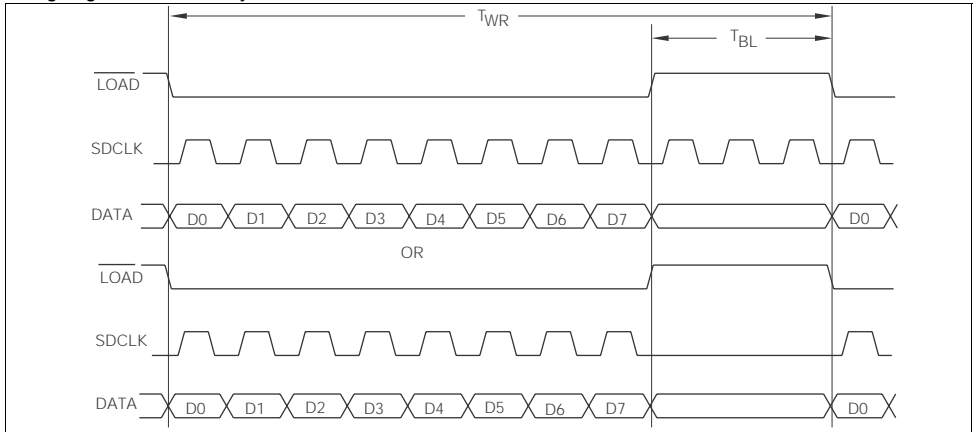 TWR
TBL
LOAD
SDCLK
DATA D0 D1 D2 D3 D4 D5 D6 D7 D0
OR
LOAD
SDCLK
DATA D0 D1 D2 D3 D4 D5 D6 D7 D0